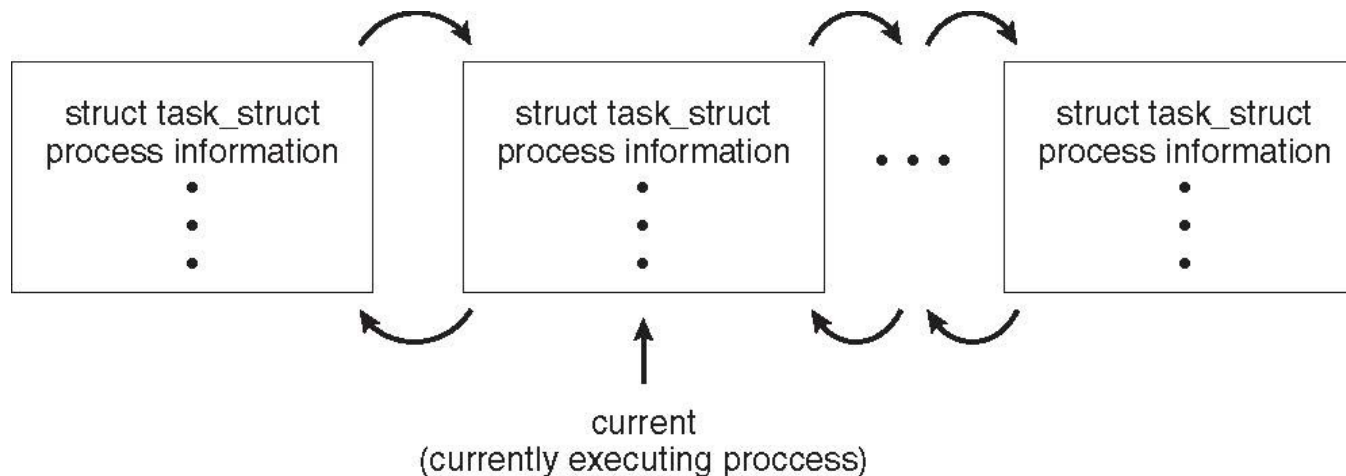 struct task_struct
process information
struct task_struct
process information
struct task_struct
process information
current
(currently executing proccess)